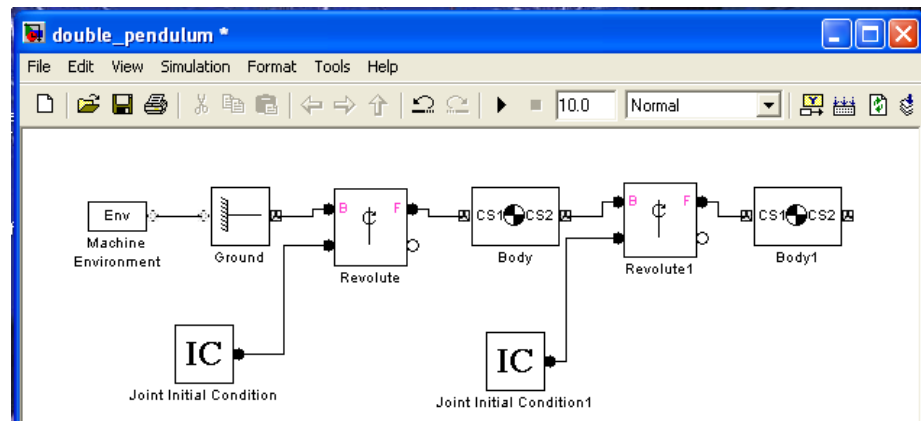 double_pendulum *
File Edit View Simulation Format Tools Help
10.0 Normal
Env
Machine
Environment
Ground
B F
Revolute
CS1 CS2
Body
B F
Revolute1
CS1 CS2
Body1
IC
Joint Initial Condition
IC
Joint Initial Condition1